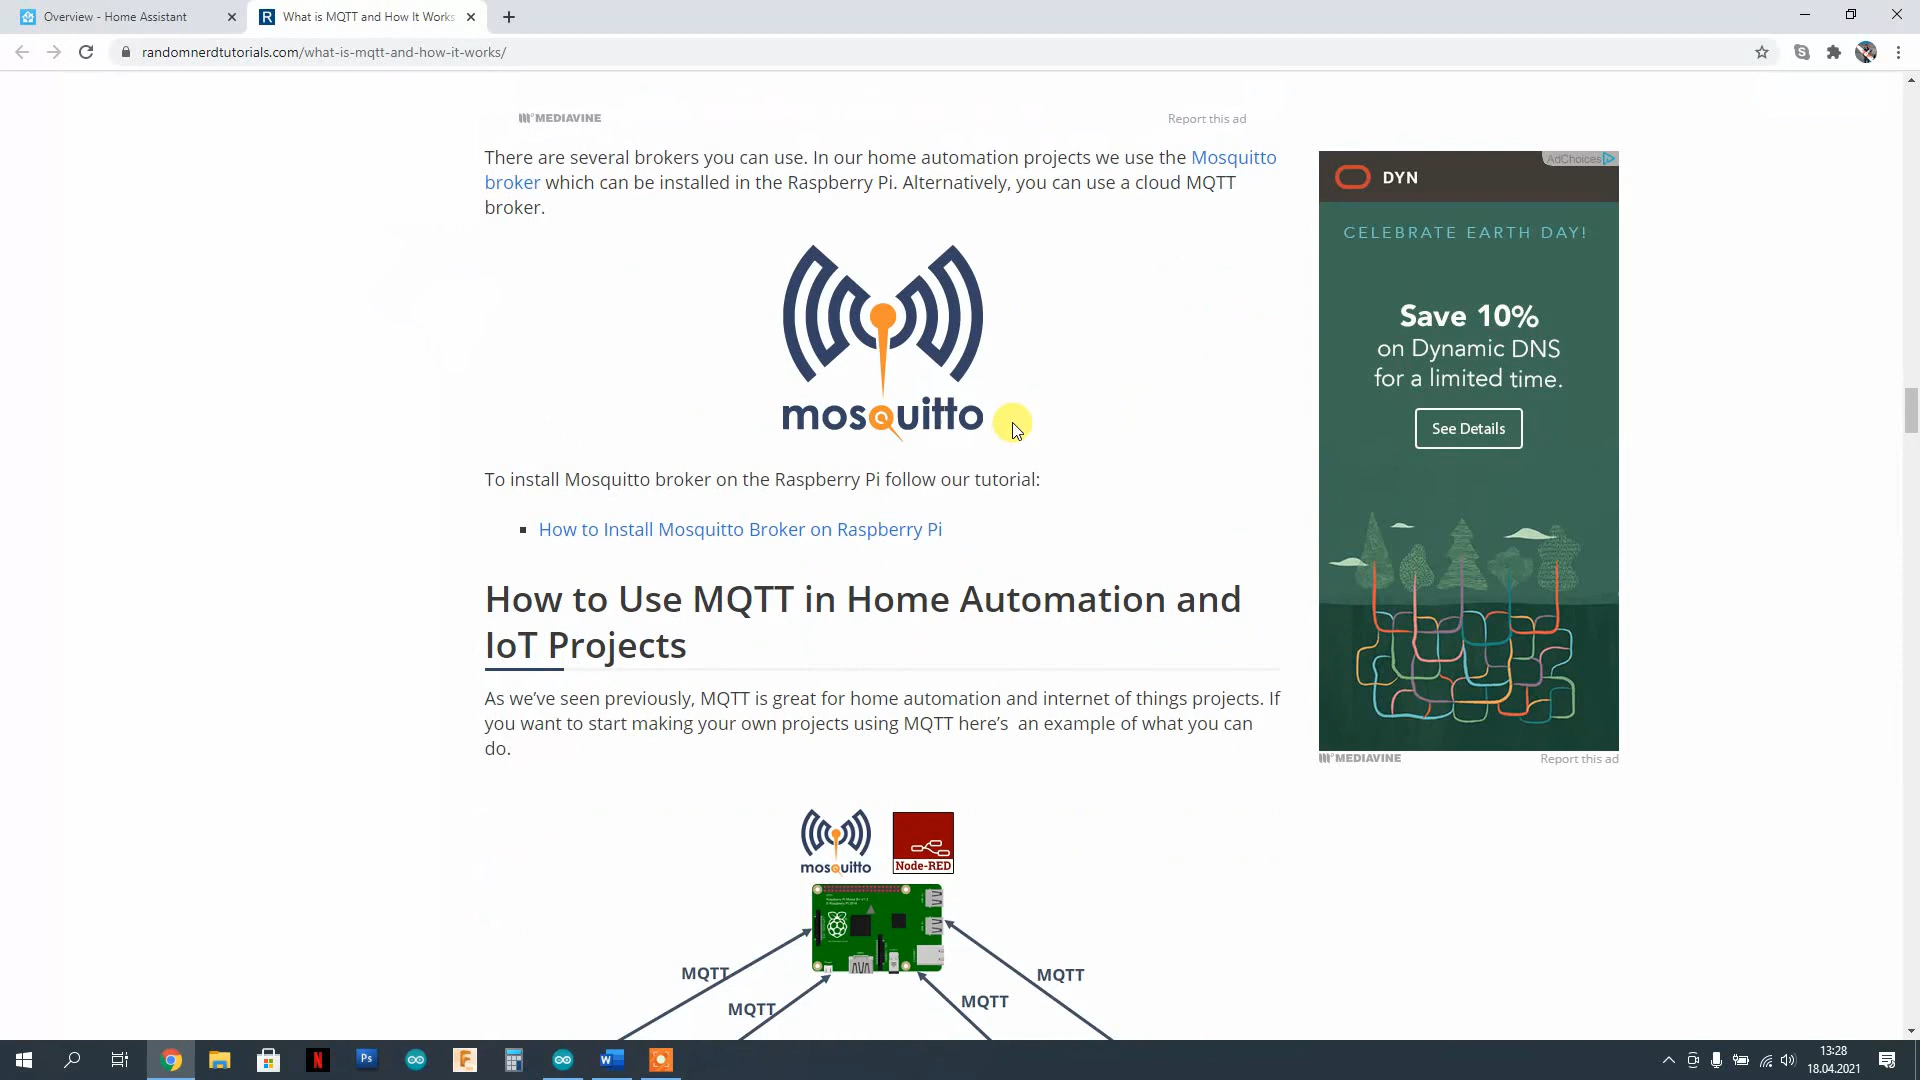 Overview - Home Assistant
What is MQTT and How It Works
randomnerdtutorials.com/what-is-mqtt-and-how-it-works/
MEDIAVINE
Report this ad
There are several brokers you can use. In our home automation projects we use the Mosquitto
broker which can be installed in the Raspberry Pi. Alternatively, you can use a cloud MQTT
broker.
mosquitto
To install Mosquitto broker on the Raspberry Pi follow our tutorial:
How to Install Mosquitto Broker on Raspberry Pi
How to Use MQTT in Home Automation and
IoT Projects
As we’ve seen previously, MQTT is great for home automation and internet of things projects. If
you want to start making your own projects using MQTT here’s  an example of what you can
do.
mosquitto
Node-RED
MQTT
MQTT
MQTT
MQTT
AdChoices
DYN
CELEBRATE EARTH DAY!
Save 10%
on Dynamic DNS
for a limited time.
See Details
MEDIAVINE
Report this ad
13:28
18.04.2021